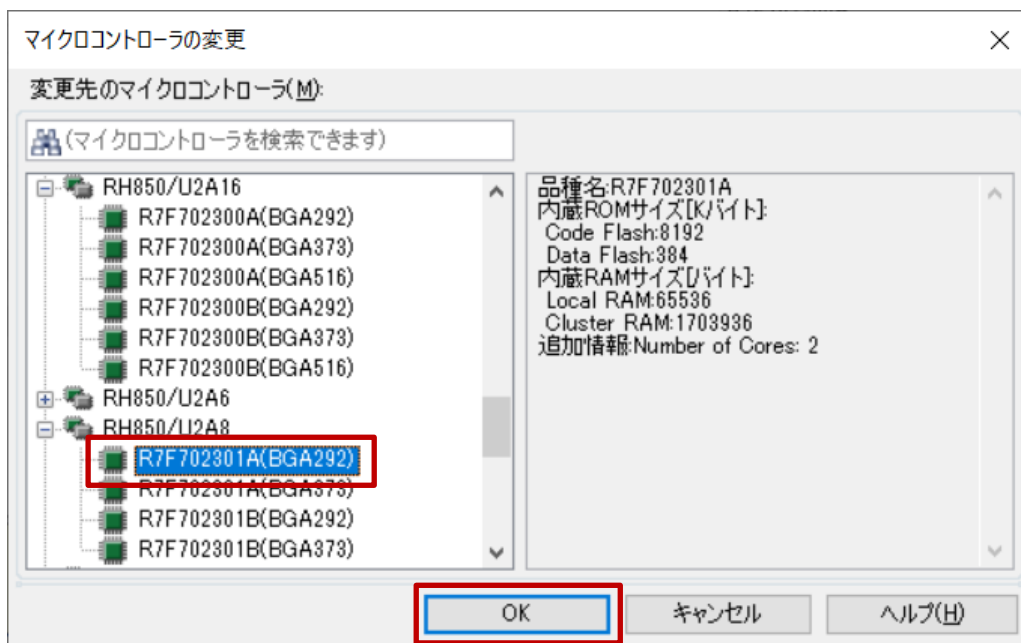 マイクロコントローラの変更
変更先のマイクロコントローラ(M):
(マイクロコントローラを検索できます)
RH850/U2A16
R7F702300A(BGA292)
R7F702300A(BGA373)
R7F702300A(BGA516)
R7F702300B(BGA292)
R7F702300B(BGA373)
R7F702300B(BGA516)
RH850/U2A6
RH850/U2A8
R7F702301A(BGA292)
R7F702301A(BGA373)
R7F702301B(BGA292)
R7F702301B(BGA373)
品種名:R7F702301A
内蔵ROMサイズ[Kバイト]:
Code Flash:8192
Data Flash:384
内蔵RAMサイズ[バイト]:
Local RAM:65536
Cluster RAM:1703936
追加情報:Number of Cores: 2
OK
キャンセル
ヘルプ(H)